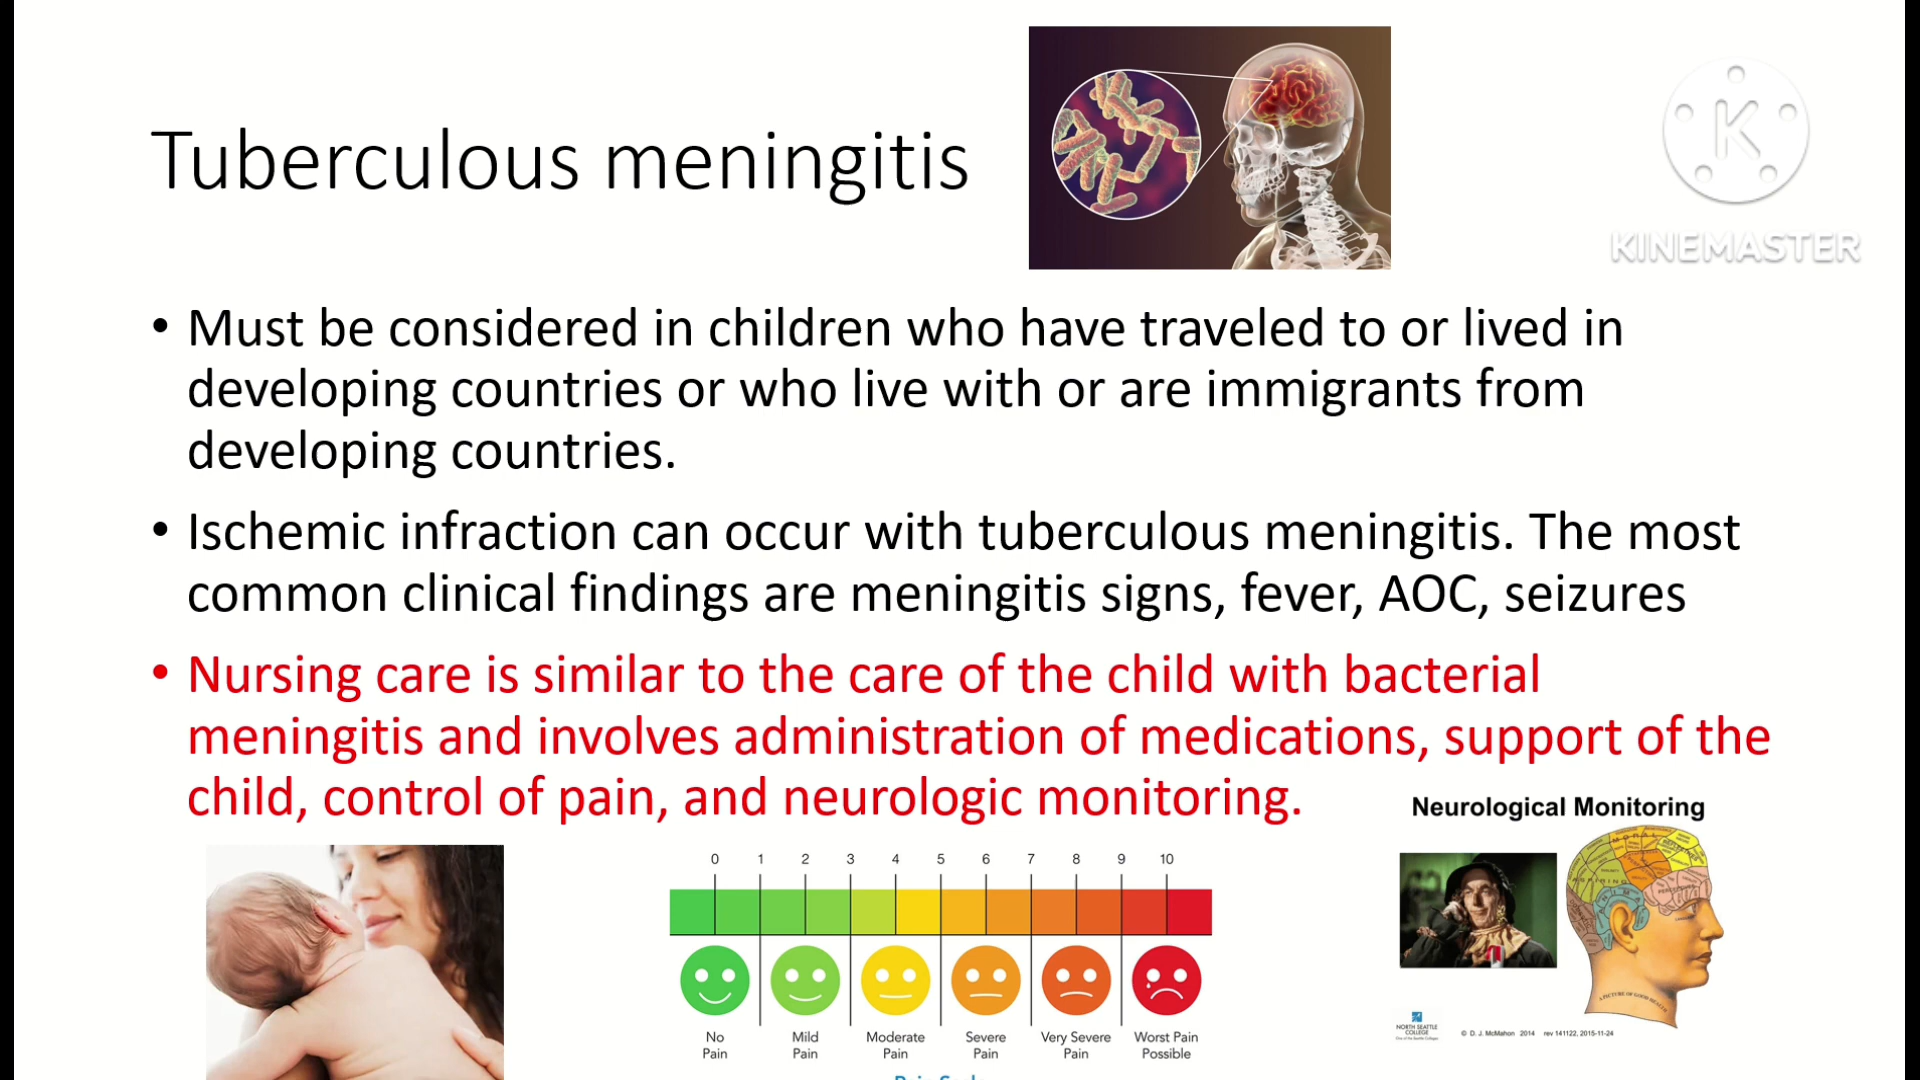 Tuberculous meningitis
KINEMASTER
• Must be considered in children who have traveled to or lived in
developing countries or who live with or are immigrants from
developing countries.
• Ischemic infraction can occur with tuberculous meningitis. The most
common clinical findings are meningitis signs, fever, AOC, seizures
• Nursing care is similar to the care of the child with bacterial
meningitis and involves administration of medications, support of the
child, control of pain, and neurologic monitoring.
Neurological Monitoring
0 1 2 3 4 5 6 7 8 9 10
No Pain
Mild Pain
Moderate Pain
Severe Pain
Very Severe Pain
Worst Pain Possible
A PICTURE OF GOOD HEALTH
NORTH SEATTLE
COLLEGE
© D. J. McMahon 2014 rev 141122, 2015-11-24